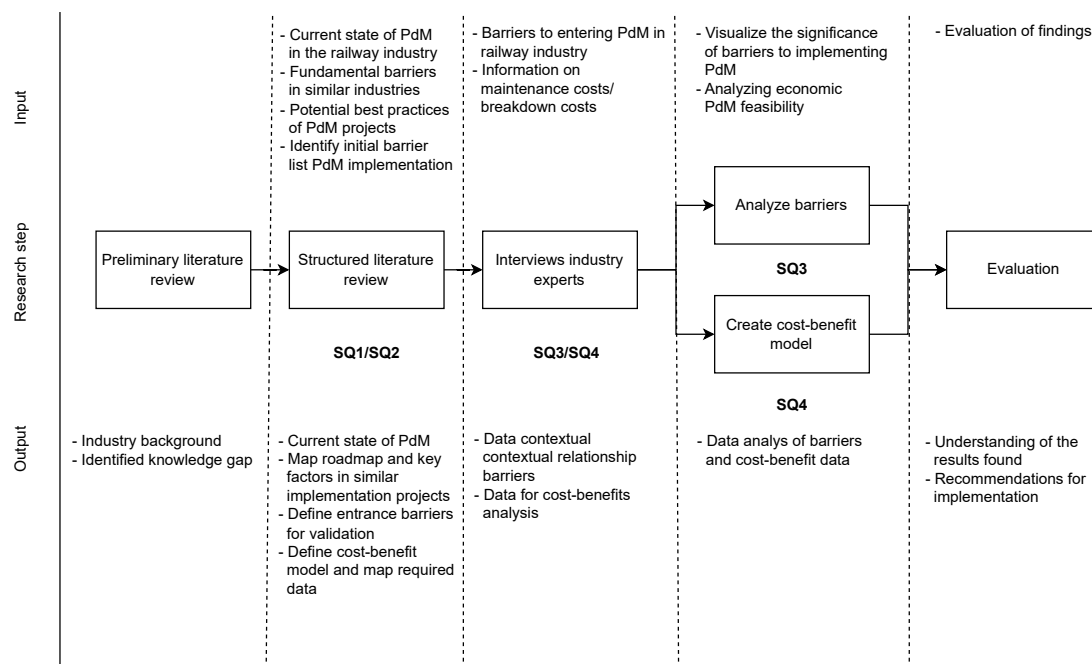 Input
- Current state of PdM
in the railway industry
- Fundamental barriers
in similar industries
- Potential best practices
of PdM projects
- Identify initial barrier
list PdM implementation
- Barriers to entering PdM in
railway industry
- Information on
maintenance costs/
breakdown costs
- Visualize the significance
of barriers to implementing
PdM
- Analyzing economic
PdM feasibility
- Evaluation of findings
Research step
Preliminary literature
review
Structured literature
review
SQ1/SQ2
Interviews industry
experts
SQ3/SQ4
Analyze barriers
SQ3
Create cost-benefit
model
SQ4
Evaluation
Output
- Industry background
- Identified knowledge gap
- Current state of PdM
- Map roadmap and key
factors in similar
implementation projects
- Define entrance barriers
for validation
- Define cost-benefit
model and map required
data
- Data contextual
contextual relationship
barriers
- Data for cost-benefits
analysis
- Data analys of barriers
and cost-benefit data
- Understanding of the
results found
- Recommendations for
implementation